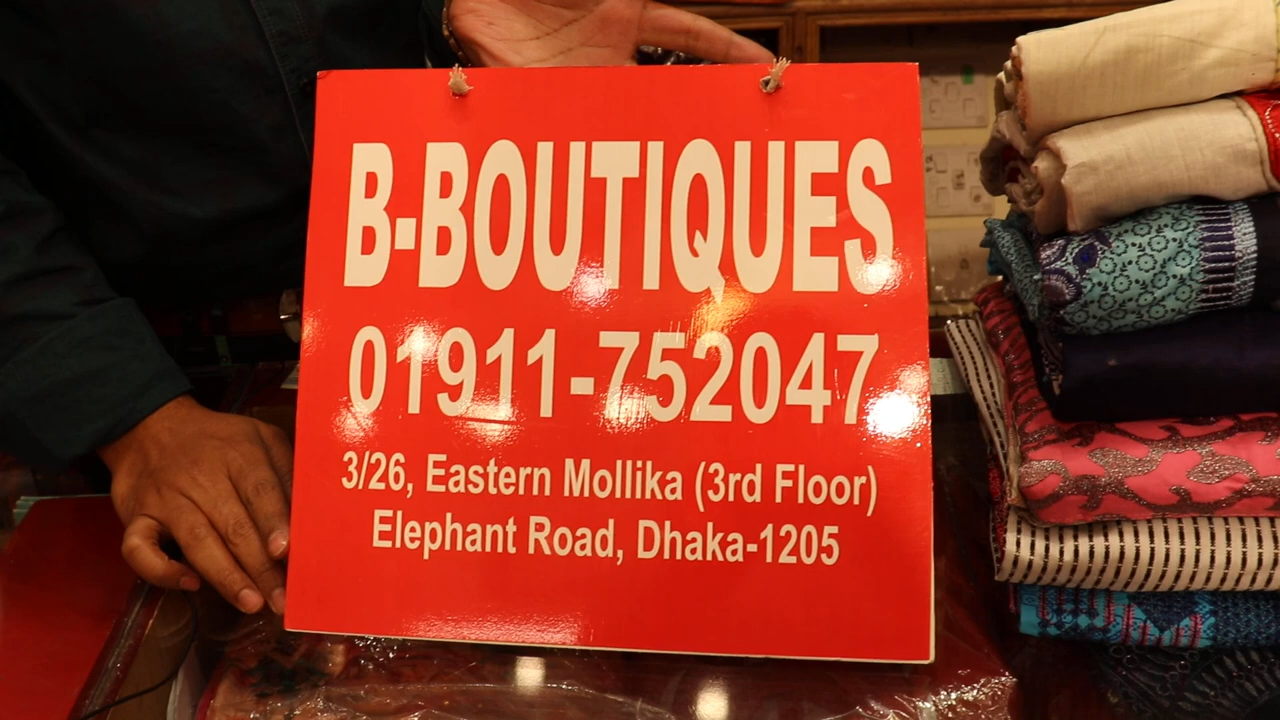 B-BOUTIQUES
01911-752047
3/26, Eastern Mollika (3rd Floor)
Elephant Road, Dhaka-1205